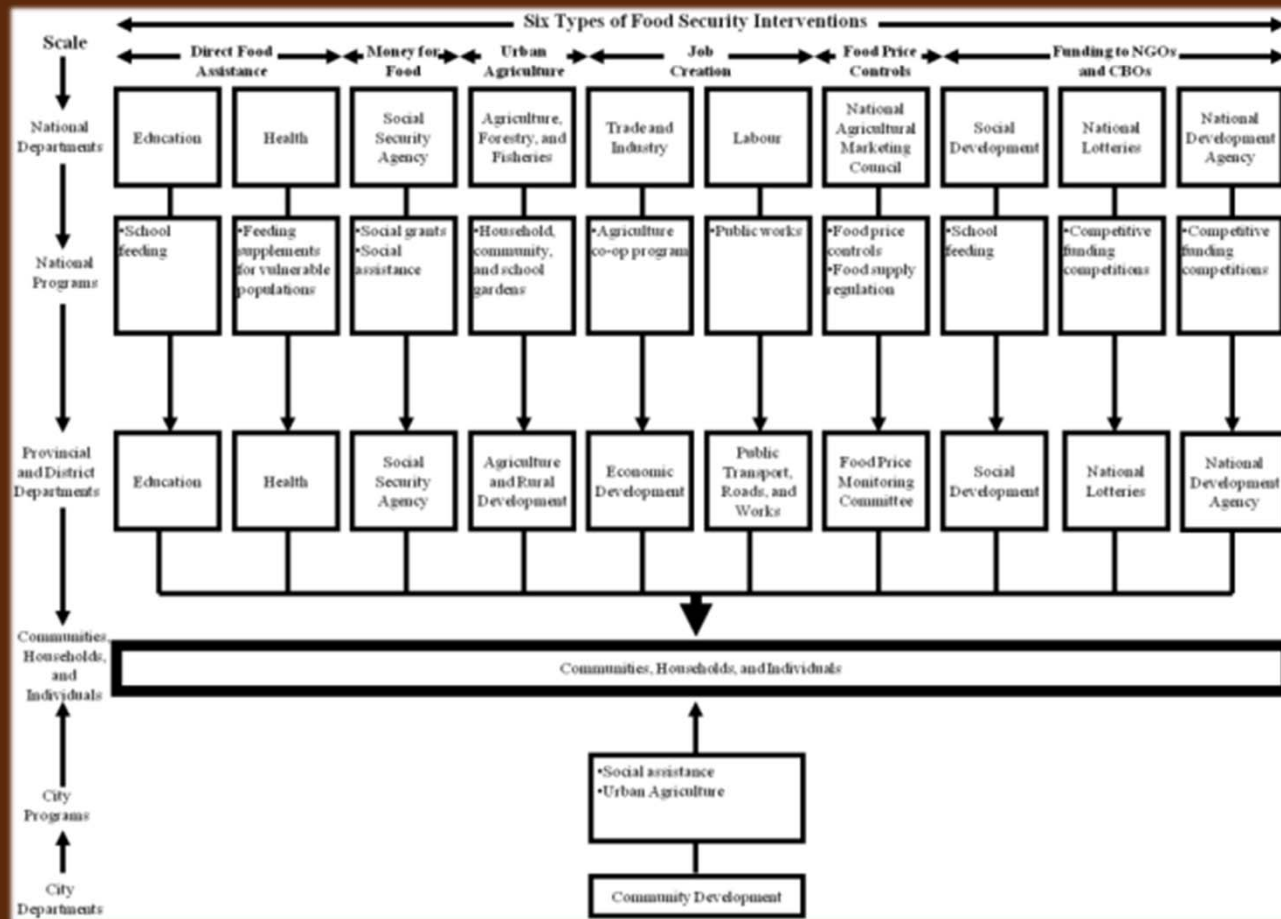 Six Types of Food Security Interventions
Scale
Direct Food
Assistance
Money for
Food
Urban
Agriculture
Job
Creation
Food Price
Controls
Funding to NGOs
and CBOs
National
Departments
Education
Health
Social
Security
Agency
Agriculture,
Forestry, and
Fisheries
Trade and
Industry
Labour
National
Agricultural
Marketing
Council
Social
Development
National
Lotteries
National
Development
Agency
National
Programs
•School
feeding
•Feeding
supplements
for vulnerable
populations
•Social grants
•Social
assistance
•Household,
community,
and school
gardens
•Agriculture
co-op program
•Public works
•Food price
controls
•Food supply
regulation
•School
feeding
•Competitive
funding
competitions
•Competitive
funding
competitions
Provincial
and District
Departments
Education
Health
Social
Security
Agency
Agriculture
and Rural
Development
Economic
Development
Public
Transport,
Roads, and
Works
Food Price
Monitoring
Committee
Social
Development
National
Lotteries
National
Development
Agency
Communities,
Households,
and
Individuals
Communities, Households, and Individuals
City
Programs
•Social assistance
•Urban Agriculture
City
Departments
Community Development